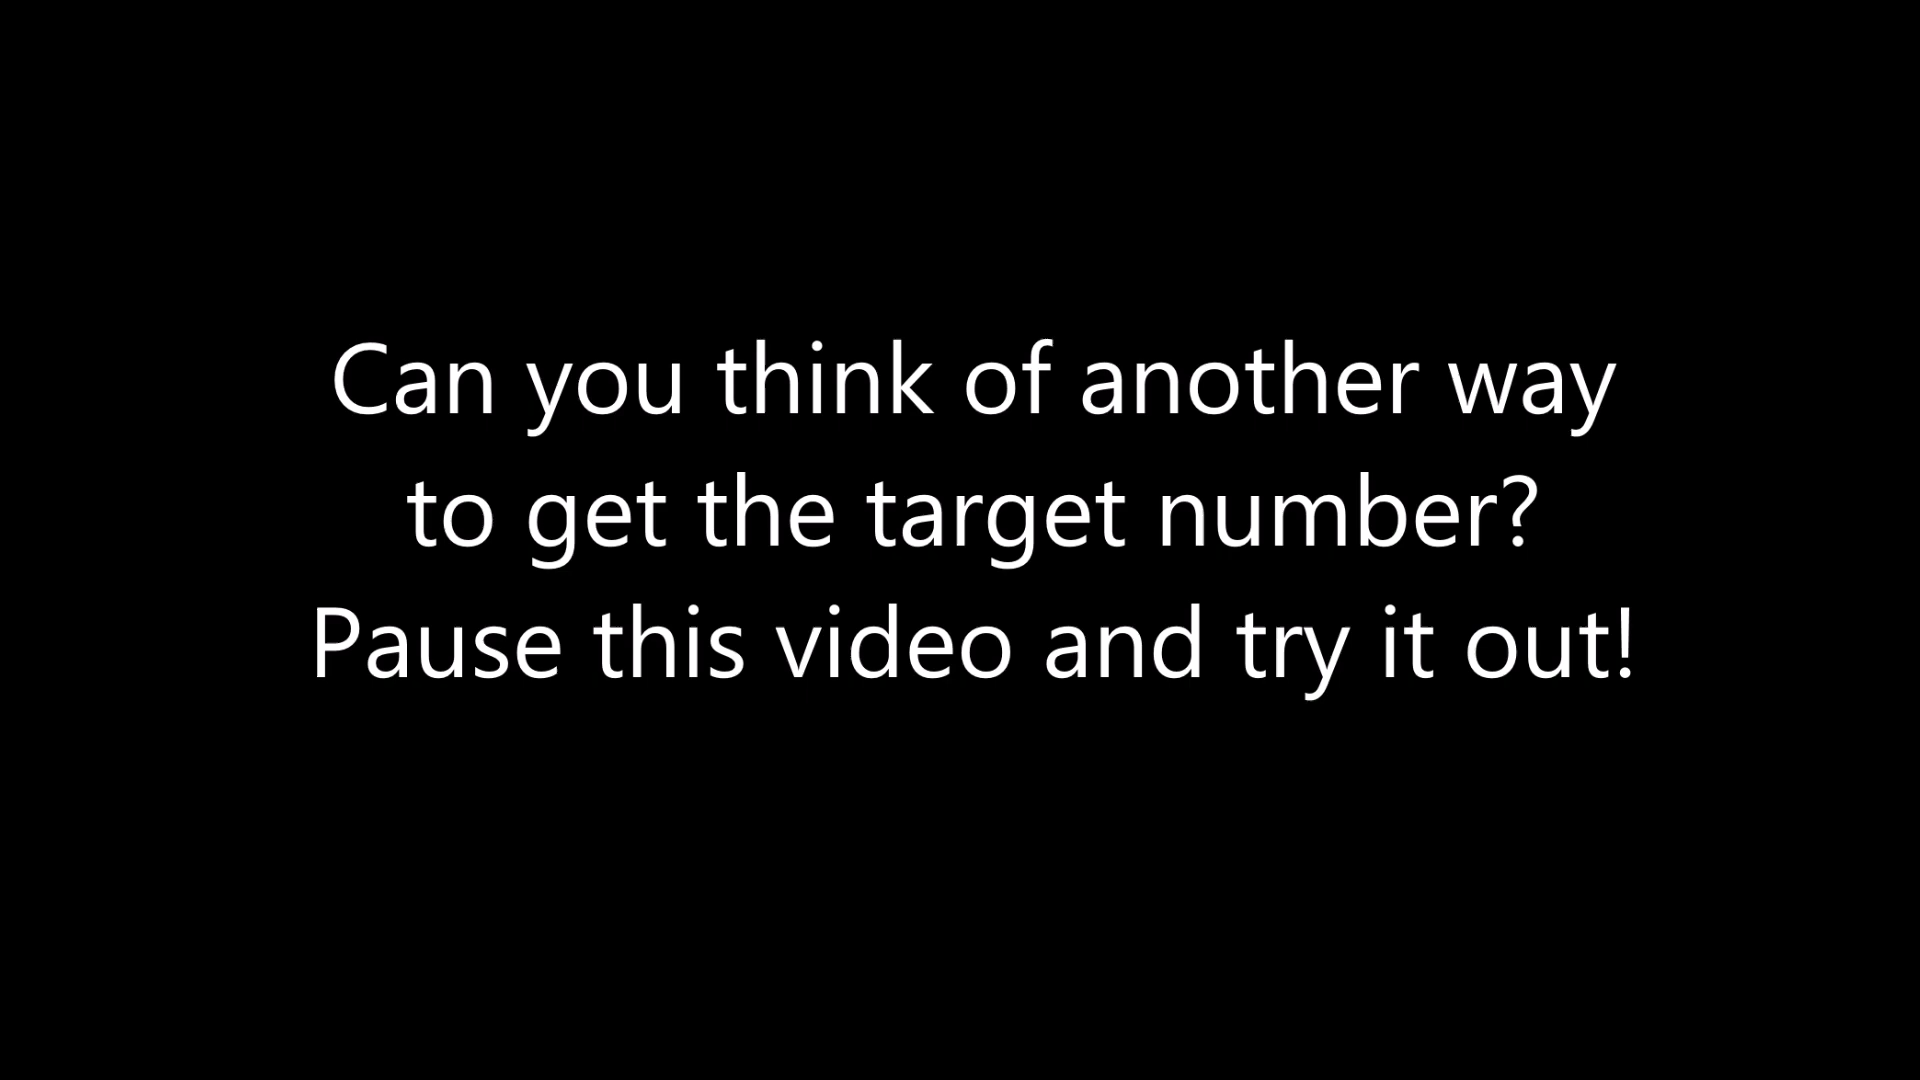 Can you think of another way
to get the target number?
Pause this video and try it out!